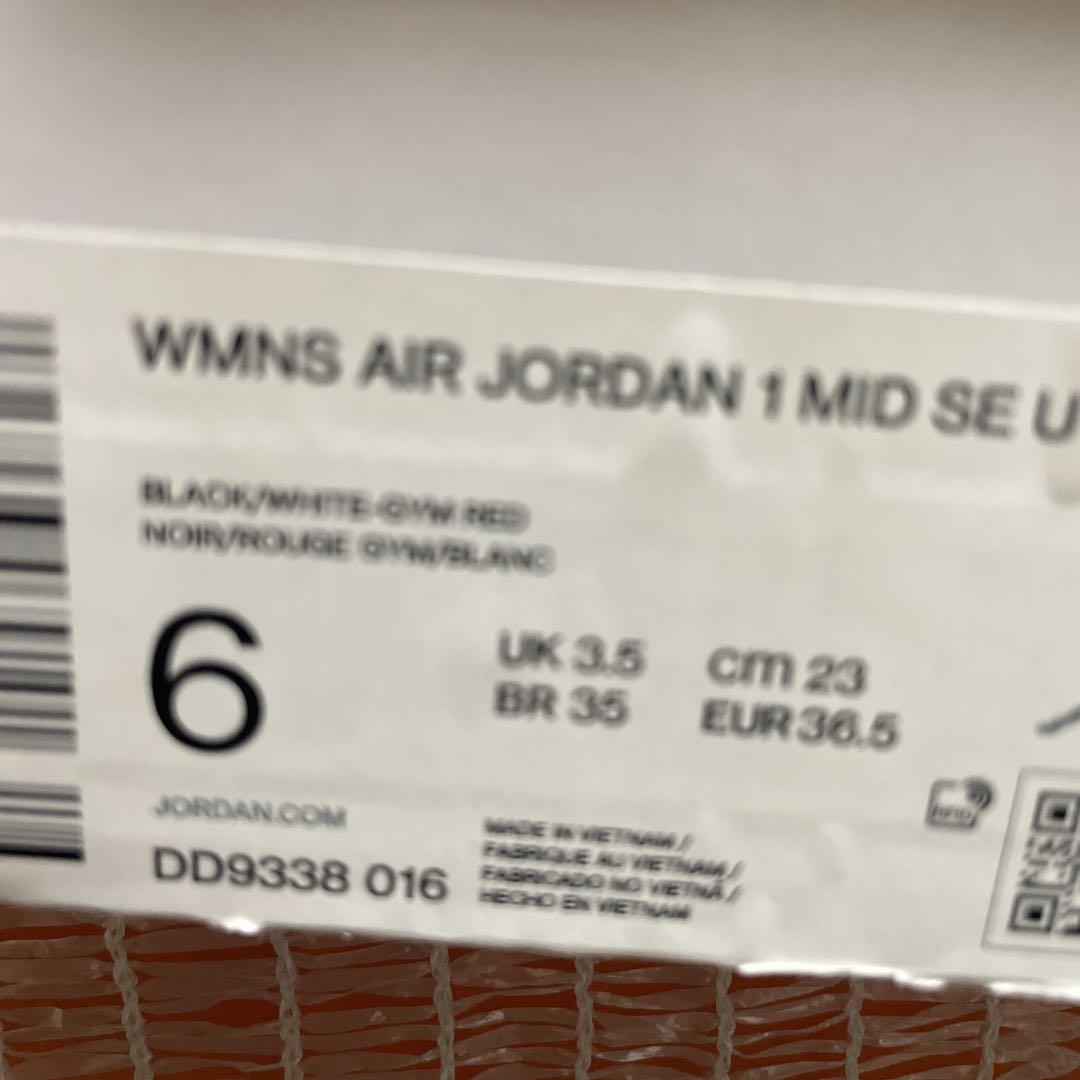 WMNS AIR JORDAN 1 MID SE U
BLACK/WHITE-GYM RED
NOIR/ROUGE GYM/BLANC
6
UK 3.5 cm 23
BR 35 EUR 36.5
JORDAN.COM
DD9338 016
MADE IN VIETNAM /
FABRIQUE AU VIETNAM /
FABRICADO NO VIETNÃ /
HECHO EN VIETNAM